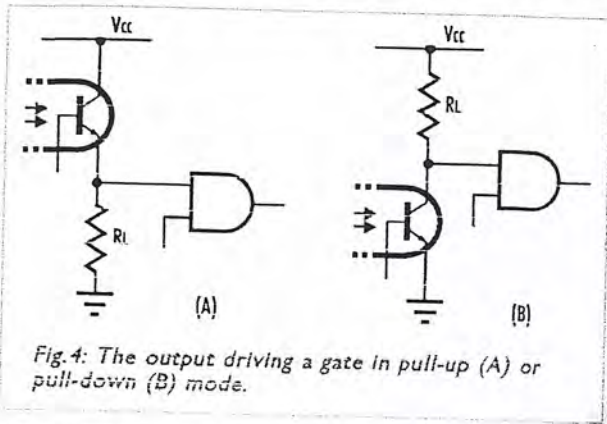 Vcc
Vcc
RL
RL
(A)
(B)
Fig.4: The output driving a gate in pull-up (A) or
pull-down (B) mode.